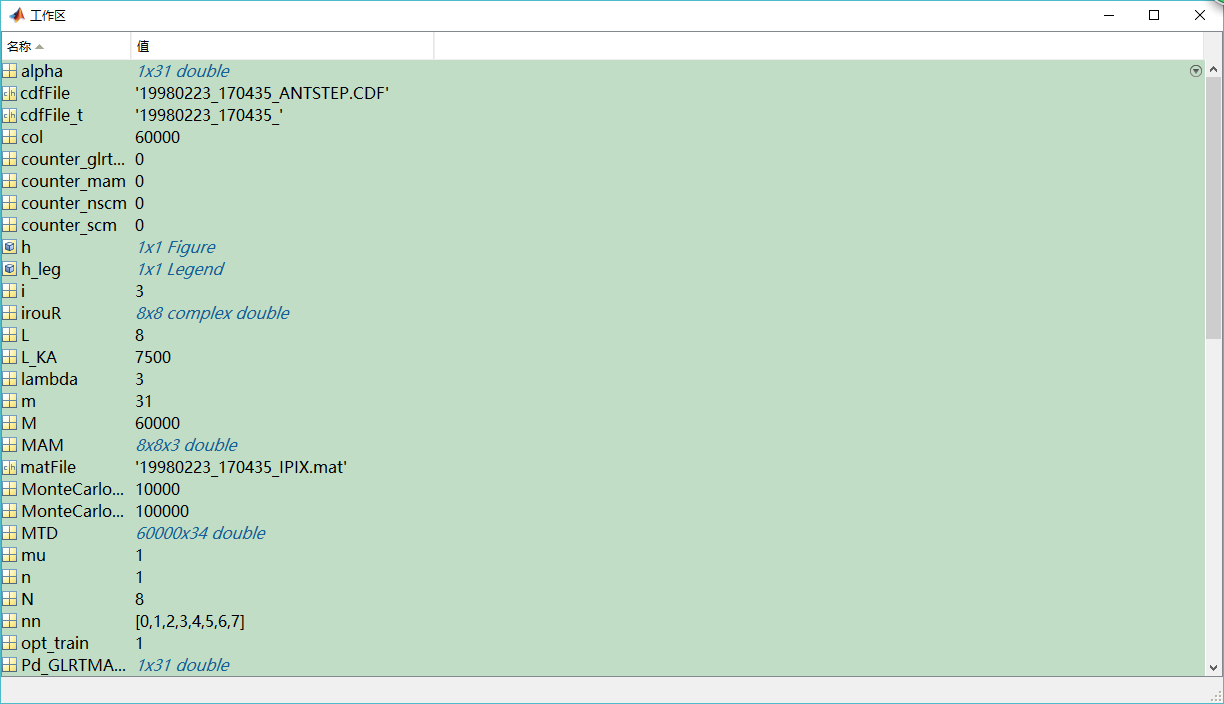 工作区
名称 值
alpha 1x31 double
cdfFile '19980223_170435_ANTSTEP.CDF'
cdfFile_t '19980223_170435_'
col 60000
counter_glrt... 0
counter_mam 0
counter_nscm 0
counter_scm 0
h 1x1 Figure
h_leg 1x1 Legend
i 3
irouR 8x8 complex double
L 8
L_KA 7500
lambda 3
m 31
M 60000
MAM 8x8x3 double
matFile '19980223_170435_IPIX.mat'
MonteCarlo... 10000
MonteCarlo... 100000
MTD 60000x34 double
mu 1
n 1
N 8
nn [0,1,2,3,4,5,6,7]
opt_train 1
Pd_GLRTMA... 1x31 double